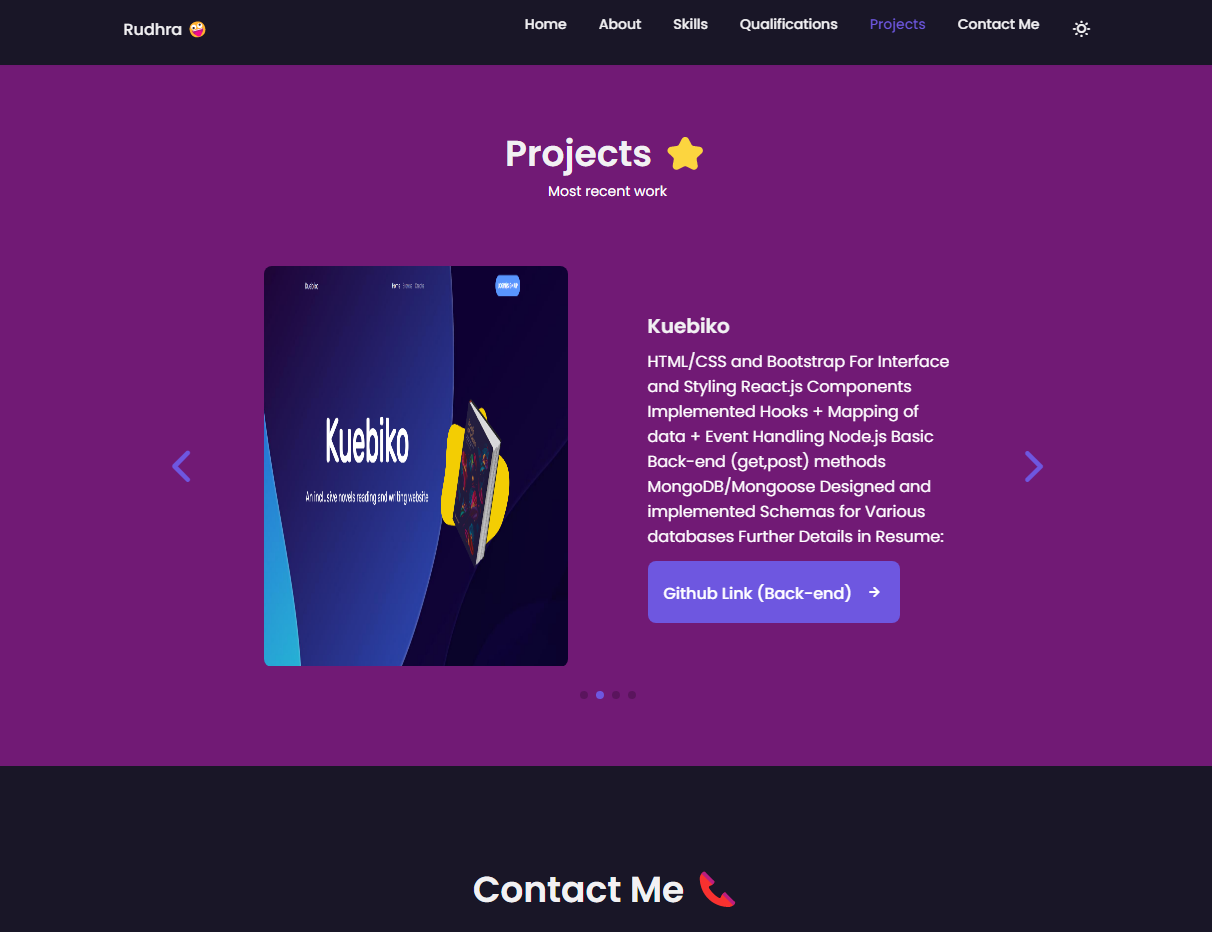 Rudhra
Home About Skills Qualifications Projects Contact Me
Projects
Most recent work
Kuebiko
Kuebiko
An inclusive novels reading and writing website
Kuebiko
HTML/CSS and Bootstrap For Interface
and Styling React.js Components
Implemented Hooks + Mapping of
data + Event Handling Node.js Basic
Back-end (get,post) methods
MongoDB/Mongoose Designed and
implemented Schemas for Various
databases Further Details in Resume:
Github Link (Back-end)
Contact Me